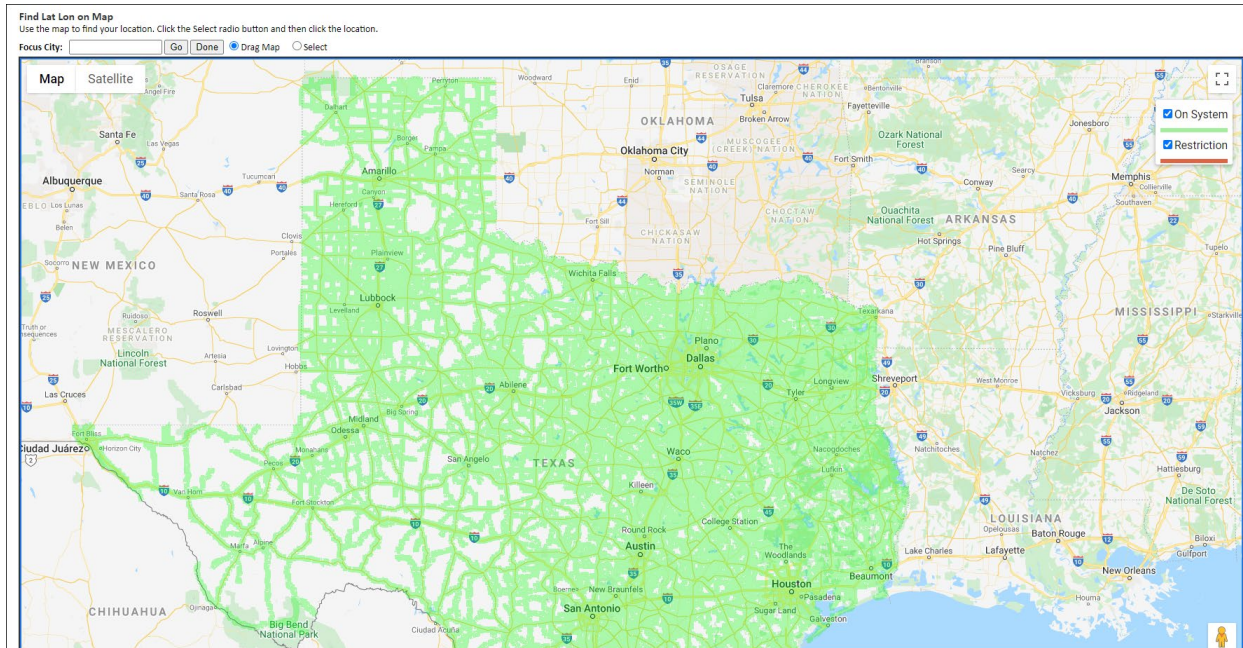 Find Lat Lon on Map
Use the map to find your location. Click the Select radio button and then click the location.
Focus City: Go Done Drag Map Select
Map Satellite
On System
Restriction
OSAGE
RESERVATION
Branson
Perryton
Woodward
Enid
Claremore
CHEROKEE
NATION
Bentonville
Angel Fire
Tulsa
Fayetteville
Dalhart
Broken Arrow
Jonesboro
OKLAHOMA
MUSCOGEE
(CREEK) NATION
Ozark National
Forest
Santa Fe
Las Vegas
Borger
Pampa
Oklahoma City
Fort Smith
Norman
Searcy
Memphis
Tucumcari
Amarillo
SEMINOLE
NATION
Conway
Collierville
Albuquerque
Santa Rosa
Canyon
Southaven
Los Lunas
Hereford
CHOCTAW
NATION
Ouachita
National Forest
ARKANSAS
Belen
Clovis
Fort Sill
CHICKASAW
NATION
Hot Springs
Pine Bluff
Tupelo
Portales
Plainview
Socorro
NEW MEXICO
Wichita Falls
Lubbock
Levelland
Ruidoso
Roswell
Texarkana
MISSISSIPPI
Starkville
Truth or
nsequences
MESCALERO
RESERVATION
Lincoln
National Forest
Artesia
Lovington
Plano
Dallas
Fort Worth
Hobbs
Carlsbad
Abilene
Longview
Shreveport
West Monroe
Las Cruces
Tyler
Vicksburg
Ridgeland
Jackson
Big Spring
Midland
Odessa
Fort Bliss
Ciudad Juárez
Horizon City
Monahans
Waco
Nacogdoches
Natchitoches
Natchez
Hattiesburg
Pecos
San Angelo
TEXAS
Lufkin
Van Horn
Fort Stockton
Killeen
De Soto
National Forest
College Station
LOUISIANA
Round Rock
Opelousas
Baton Rouge
Biloxi
Marfa
Alpine
Austin
The
Woodlands
Lake Charles
Lafayette
Gulfport
Beaumont
New Orleans
Boerne
New Braunfels
Houston
Pasadena
Houma
CHIHUAHUA
Ojinaga
San Antonio
Sugar Land
Galveston
Big Bend
National Park
Ciudad Acuña